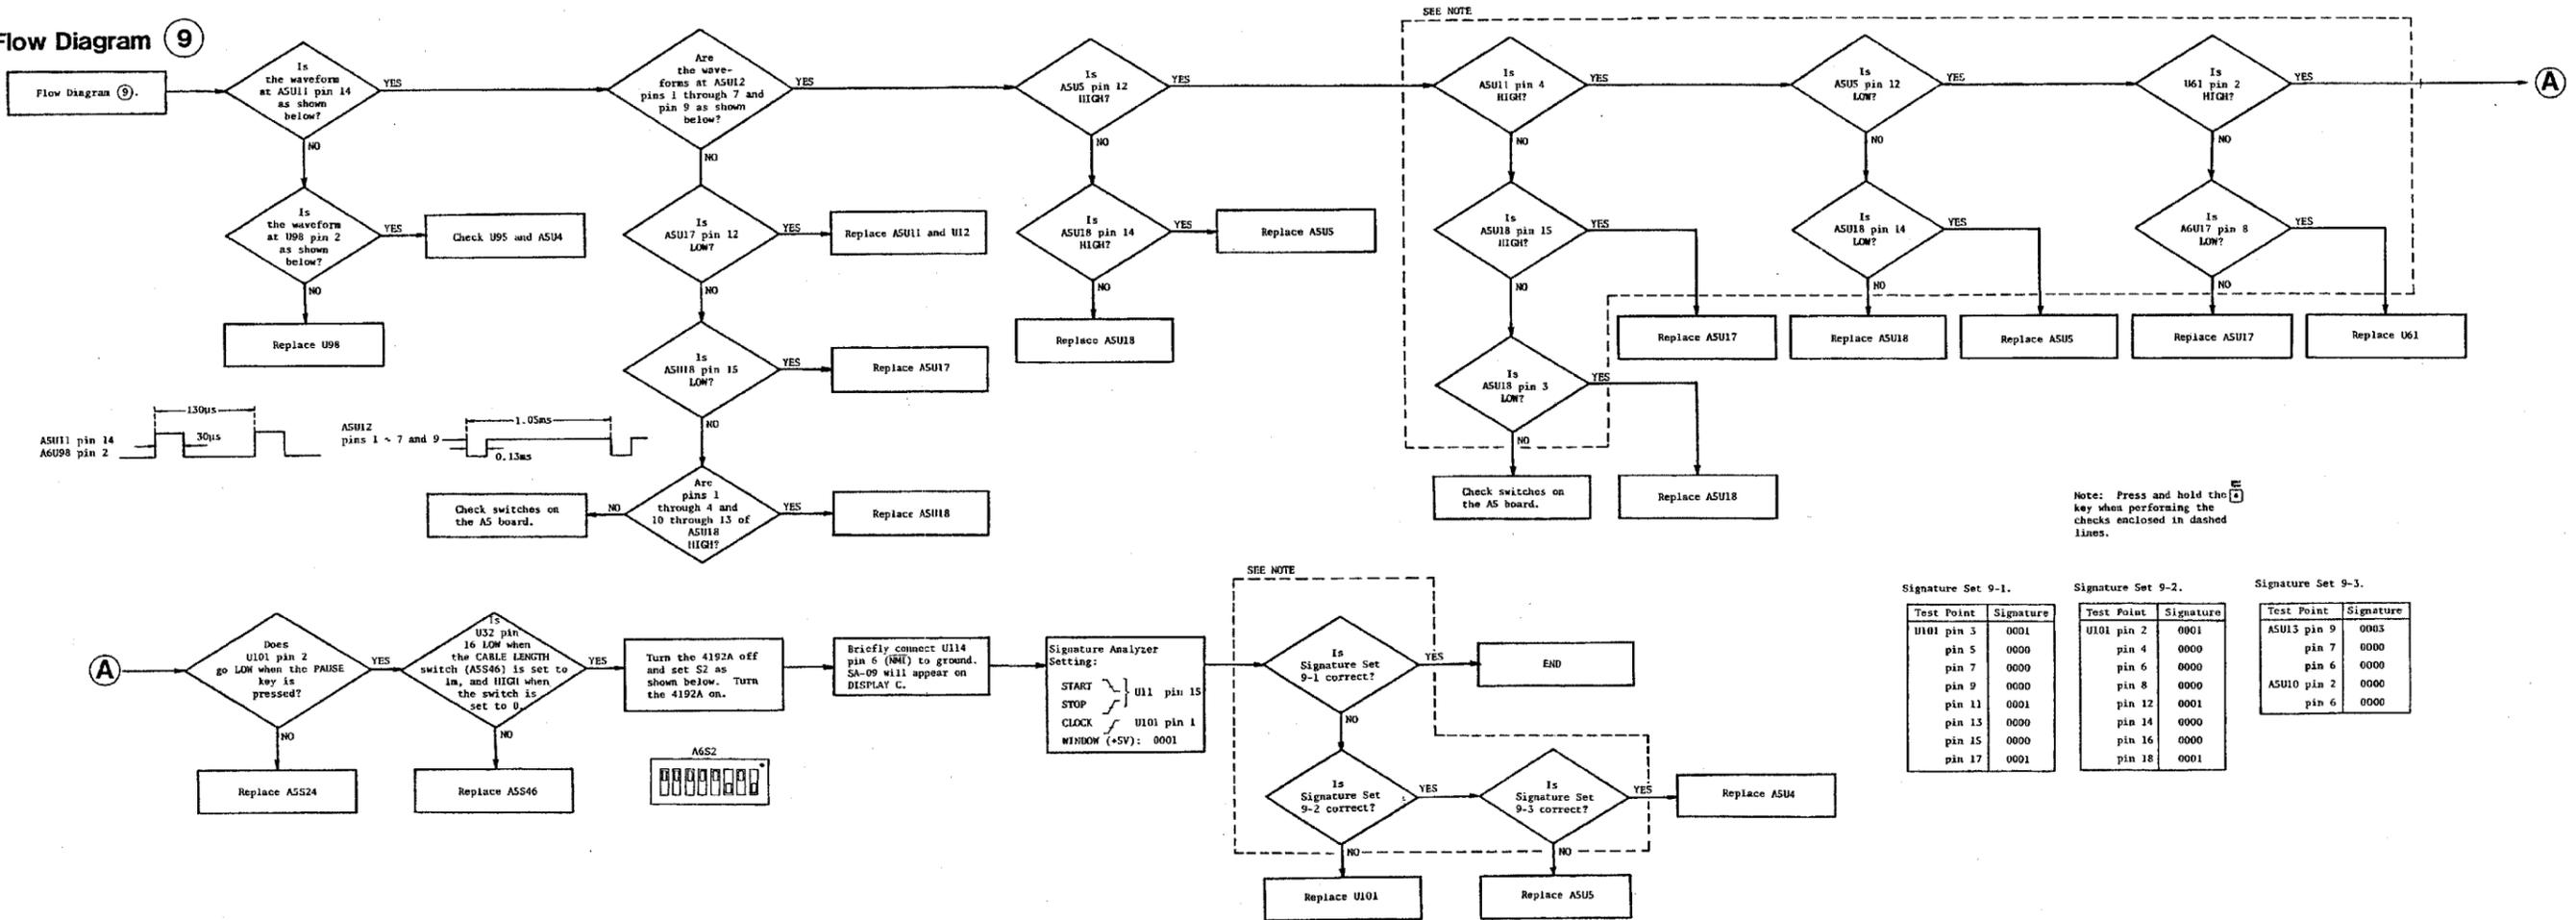 Flow Diagram 9
Flow Diagram 9.
Is
the waveform
at A5U11 pin 14
as shown
below?
YES
NO
Is
the waveform
at U98 pin 2
as shown
below?
YES
Check U95 and A5U4
NO
Replace U98
Are
the wave-
forms at A5U12
pins 1 through 7 and
pin 9 as shown
below?
YES
NO
Is
A5U17 pin 12
LOW?
YES
Replace A5U11 and U12
NO
Is
A5U18 pin 15
LOW?
YES
Replace A5U17
NO
Are
pins 1
through 4 and
10 through 13 of
A5U18
HIGH?
NO
Check switches on
the A5 board.
YES
Replace A5U18
Is
A5U5 pin 12
HIGH?
YES
NO
Is
A5U18 pin 14
HIGH?
YES
Replace A5U5
NO
Replace A5U18
SEE NOTE
Is
A5U11 pin 4
HIGH?
YES
NO
Is
A5U18 pin 15
HIGH?
YES
Replace A5U17
NO
Is
A5U18 pin 3
LOW?
YES
Replace A5U18
NO
Check switches on
the A5 board.
Is
A5U5 pin 12
LOW?
YES
NO
Is
A5U18 pin 14
LOW?
YES
Replace A5U5
NO
Replace A5U18
Is
U61 pin 2
HIGH?
YES
A
NO
Is
A6U17 pin 8
LOW?
YES
Replace U61
NO
Replace A5U17
A5U11 pin 14
A6U98 pin 2
130µs
30µs
A5U12
pins 1 ~ 7 and 9
1.05ms
0.13ms
Note: Press and hold the
key when performing the
checks enclosed in dashed
lines.
A
Does
U101 pin 2
go LOW when the PAUSE
key is
pressed?
YES
NO
Replace A5S24
Is
U32 pin
16 LOW when
the CABLE LENGTH
switch (A5S46) is set to
1m, and HIGH when
the switch is
set to 0.
YES
NO
Replace A5S46
Turn the 4192A off
and set S2 as
shown below. Turn
the 4192A on.
A6S2
Briefly connect U114
pin 6 (NMI) to ground.
SA-09 will appear on
DISPLAY C.
Signature Analyzer
Setting:
START
STOP
U11 pin 15
CLOCK U101 pin 1
WINDOW (+5V): 0001
SEE NOTE
Is
Signature Set
9-1 correct?
YES
END
NO
Is
Signature Set
9-2 correct?
YES
NO
Replace U101
Is
Signature Set
9-3 correct?
YES
Replace A5U4
NO
Replace A5U5
Signature Set 9-1.
Test Point Signature
U101 pin 3 0001
pin 5 0000
pin 7 0000
pin 9 0000
pin 11 0001
pin 13 0000
pin 15 0000
pin 17 0001
Signature Set 9-2.
Test Point Signature
U101 pin 2 0001
pin 4 0000
pin 6 0000
pin 8 0000
pin 12 0001
pin 14 0000
pin 16 0000
pin 18 0001
Signature Set 9-3.
Test Point Signature
A5U13 pin 9 0003
pin 7 0000
pin 6 0000
A5U10 pin 2 0000
pin 6 0000